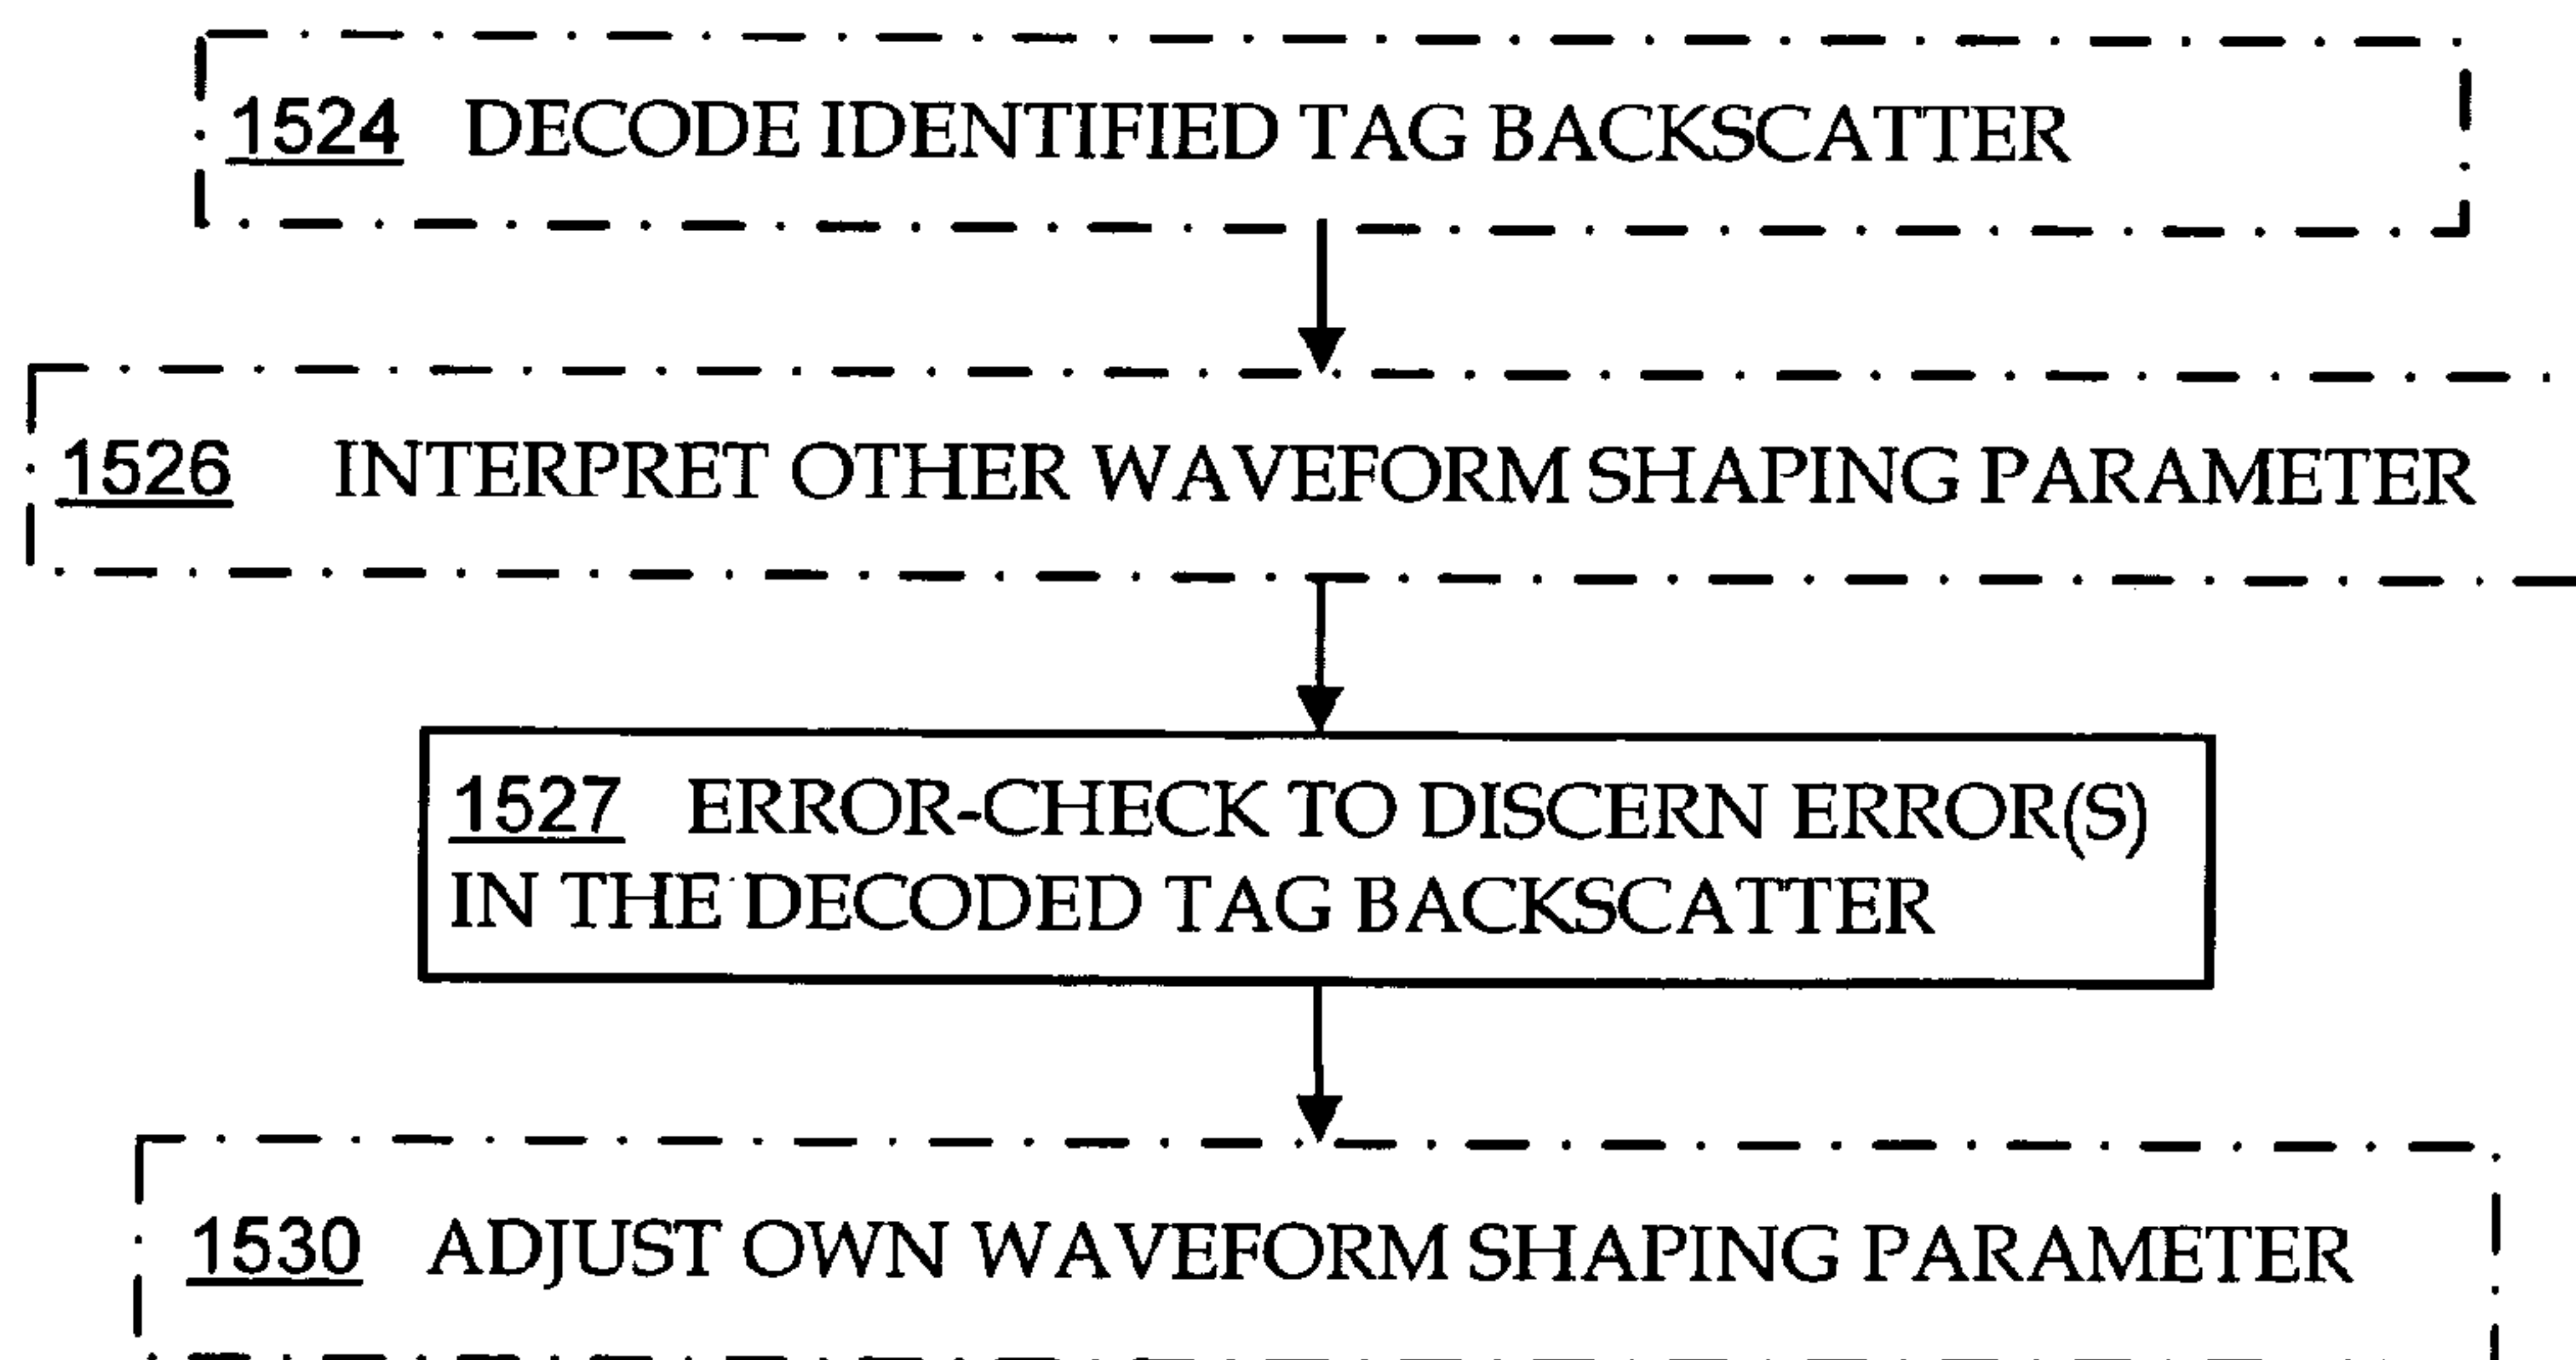 1524 DECODE IDENTIFIED TAG BACKSCATTER
1526 INTERPRET OTHER WAVEFORM SHAPING PARAMETER
1527 ERROR-CHECK TO DISCERN ERROR(S)
IN THE DECODED TAG BACKSCATTER
1530 ADJUST OWN WAVEFORM SHAPING PARAMETER